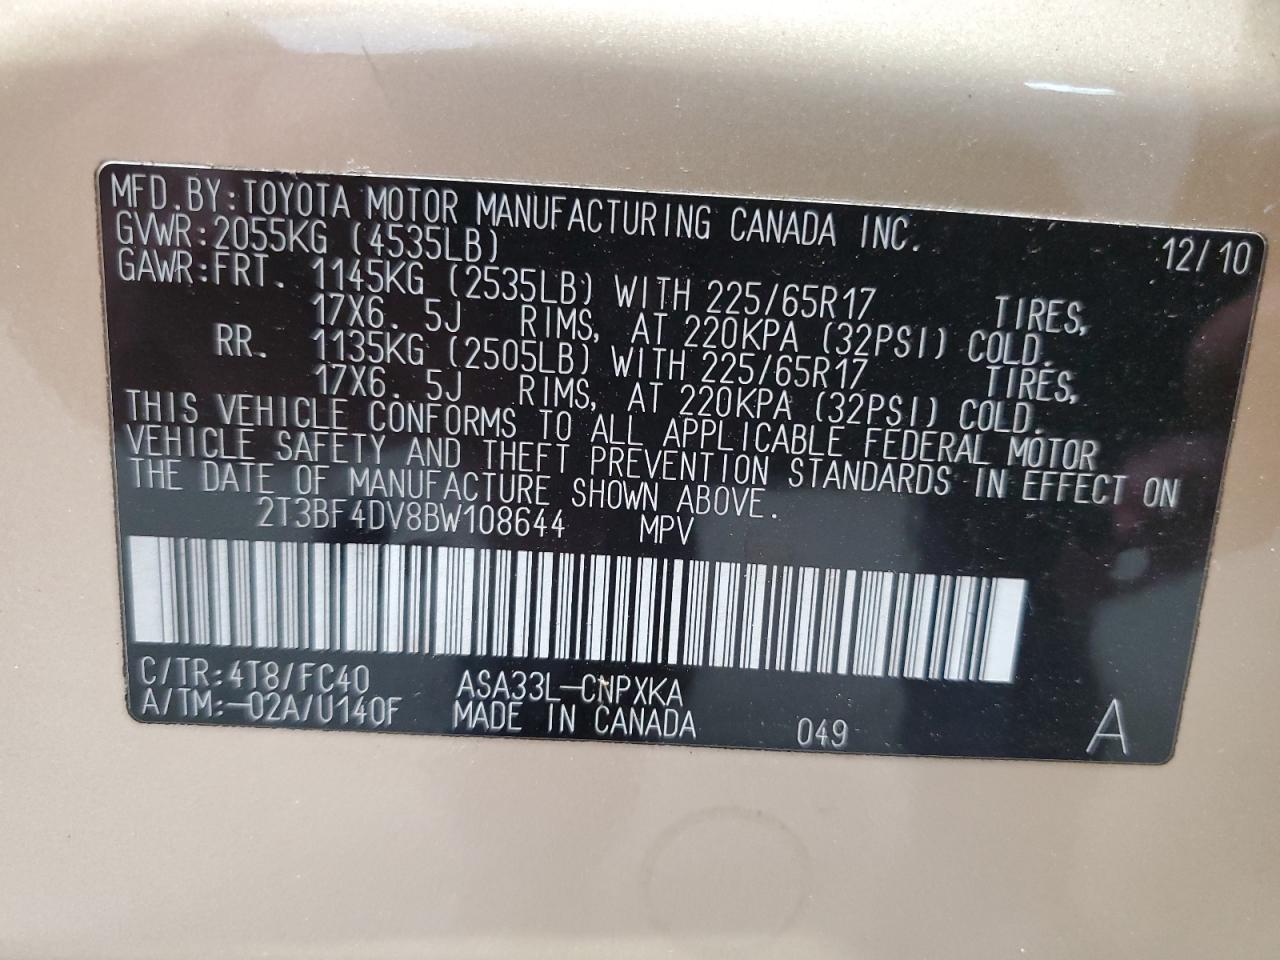 MFD.BY:TOYOTA MOTOR MANUFACTURING CANADA INC. 12/10
GVWR:2055KG (4535LB)
GAWR:FRT. 1145KG (2535LB) WITH 225/65R17 TIRES,
17X6.5J RIMS, AT 220KPA (32PSI) COLD.
RR. 1135KG (2505LB) WITH 225/65R17 TIRES,
17X6.5J RIMS, AT 220KPA (32PSI) COLD.
THIS VEHICLE CONFORMS TO ALL APPLICABLE FEDERAL MOTOR
VEHICLE SAFETY AND THEFT PREVENTION STANDARDS IN EFFECT ON
THE DATE OF MANUFACTURE SHOWN ABOVE.
2T3BF4DV8BW108644 MPV
C/TR:4T8/FC40 ASA33L-CNPXKA
A/TM:-02A/U140F MADE IN CANADA 049 A